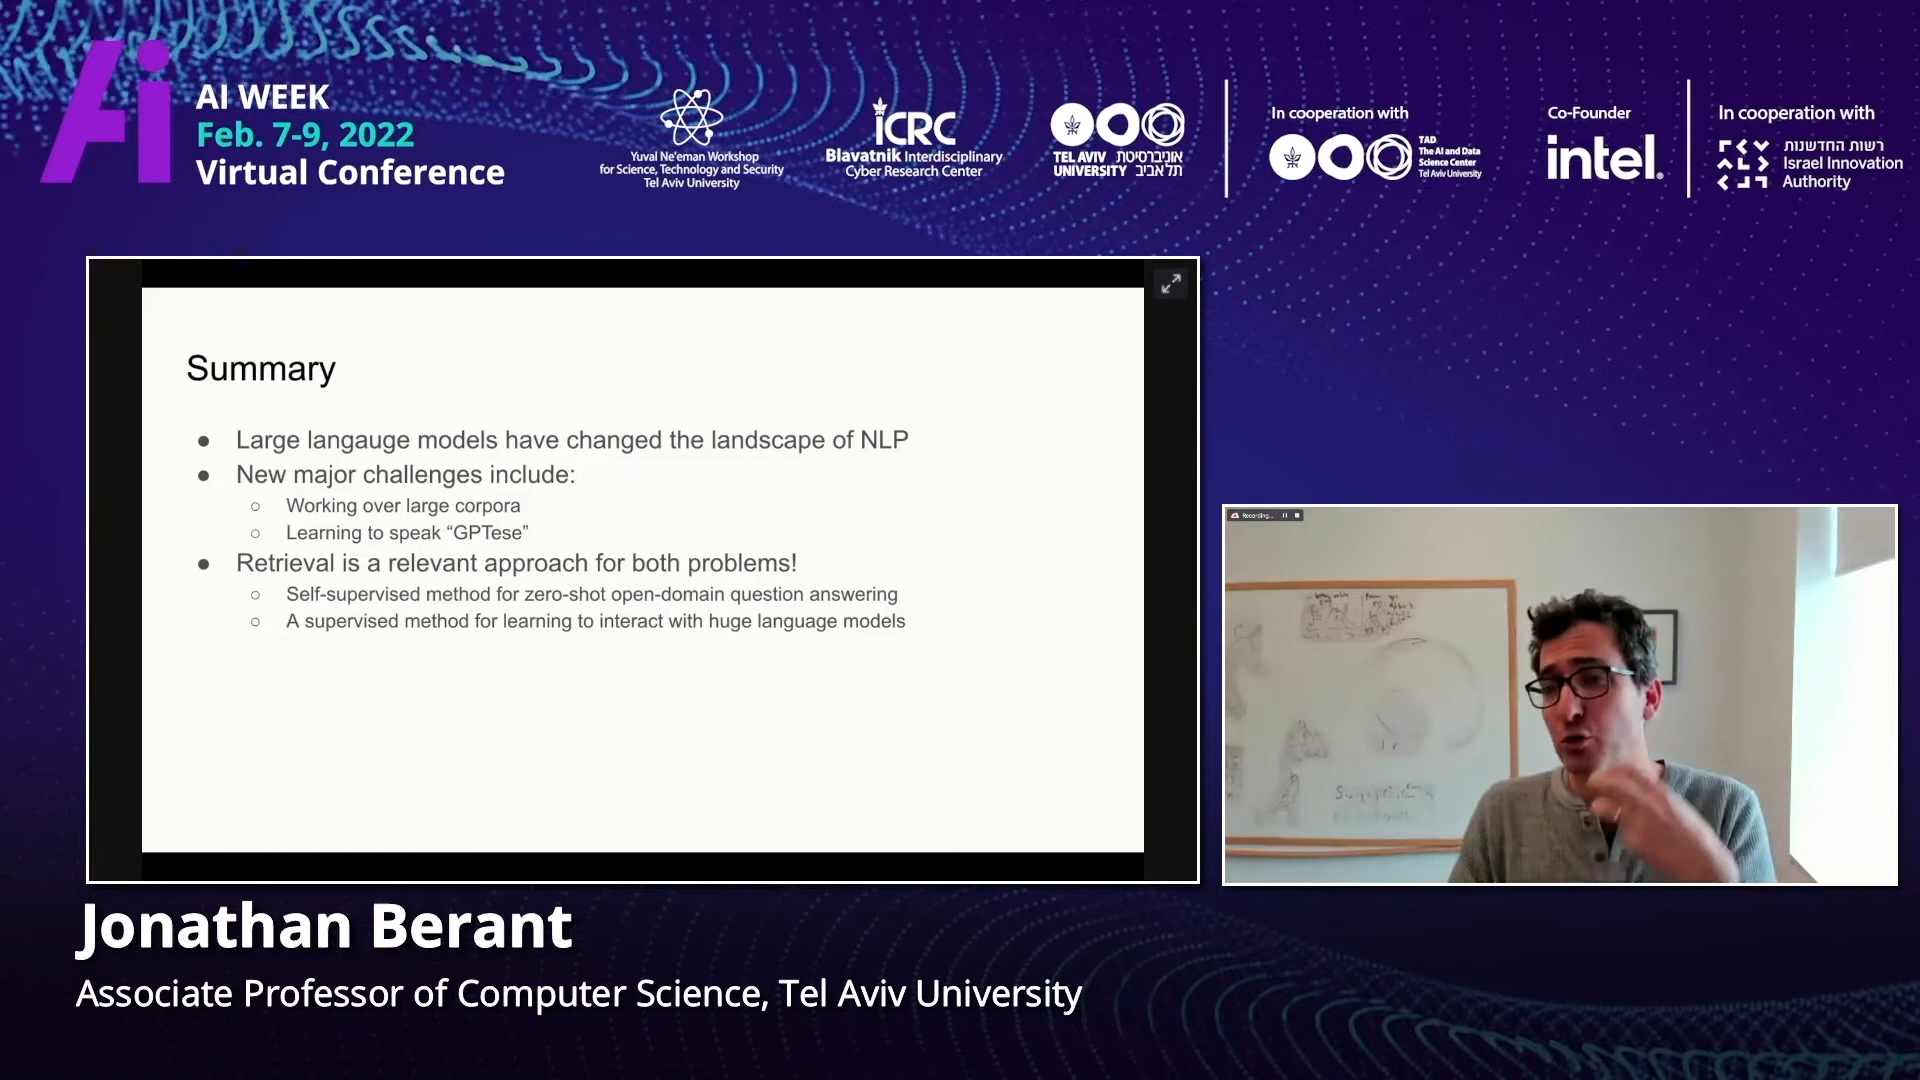 Ai
AI WEEK
Feb. 7-9, 2022
Virtual Conference
Yuval Ne'eman Workshop
for Science, Technology and Security
Tel Aviv University
iCRC
Blavatnik Interdisciplinary
Cyber Research Center
TEL AVIV אוניברסיטת
UNIVERSITY תל אביב
In cooperation with
TAD
The AI and Data
Science Center
Tel Aviv University
Co-Founder
intel.
In cooperation with
רשות החדשנות
Israel Innovation
Authority
Summary
● Large langauge models have changed the landscape of NLP
● New major challenges include:
○ Working over large corpora
○ Learning to speak “GPTese”
● Retrieval is a relevant approach for both problems!
○ Self-supervised method for zero-shot open-domain question answering
○ A supervised method for learning to interact with huge language models
Recording...
Jonathan Berant
Associate Professor of Computer Science, Tel Aviv University